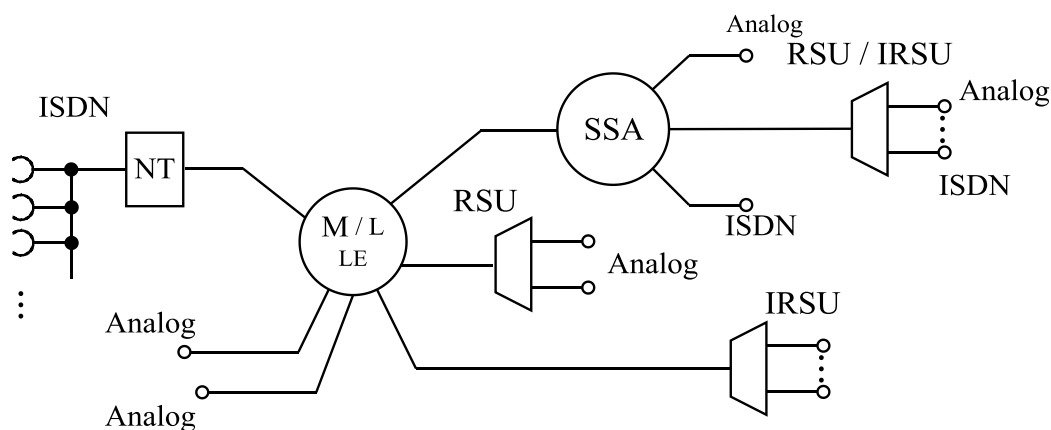 Analog
RSU / IRSU
Analog
ISDN
SSA
NT
ISDN
RSU
ISDN
M / L
LE
Analog
IRSU
Analog
Analog